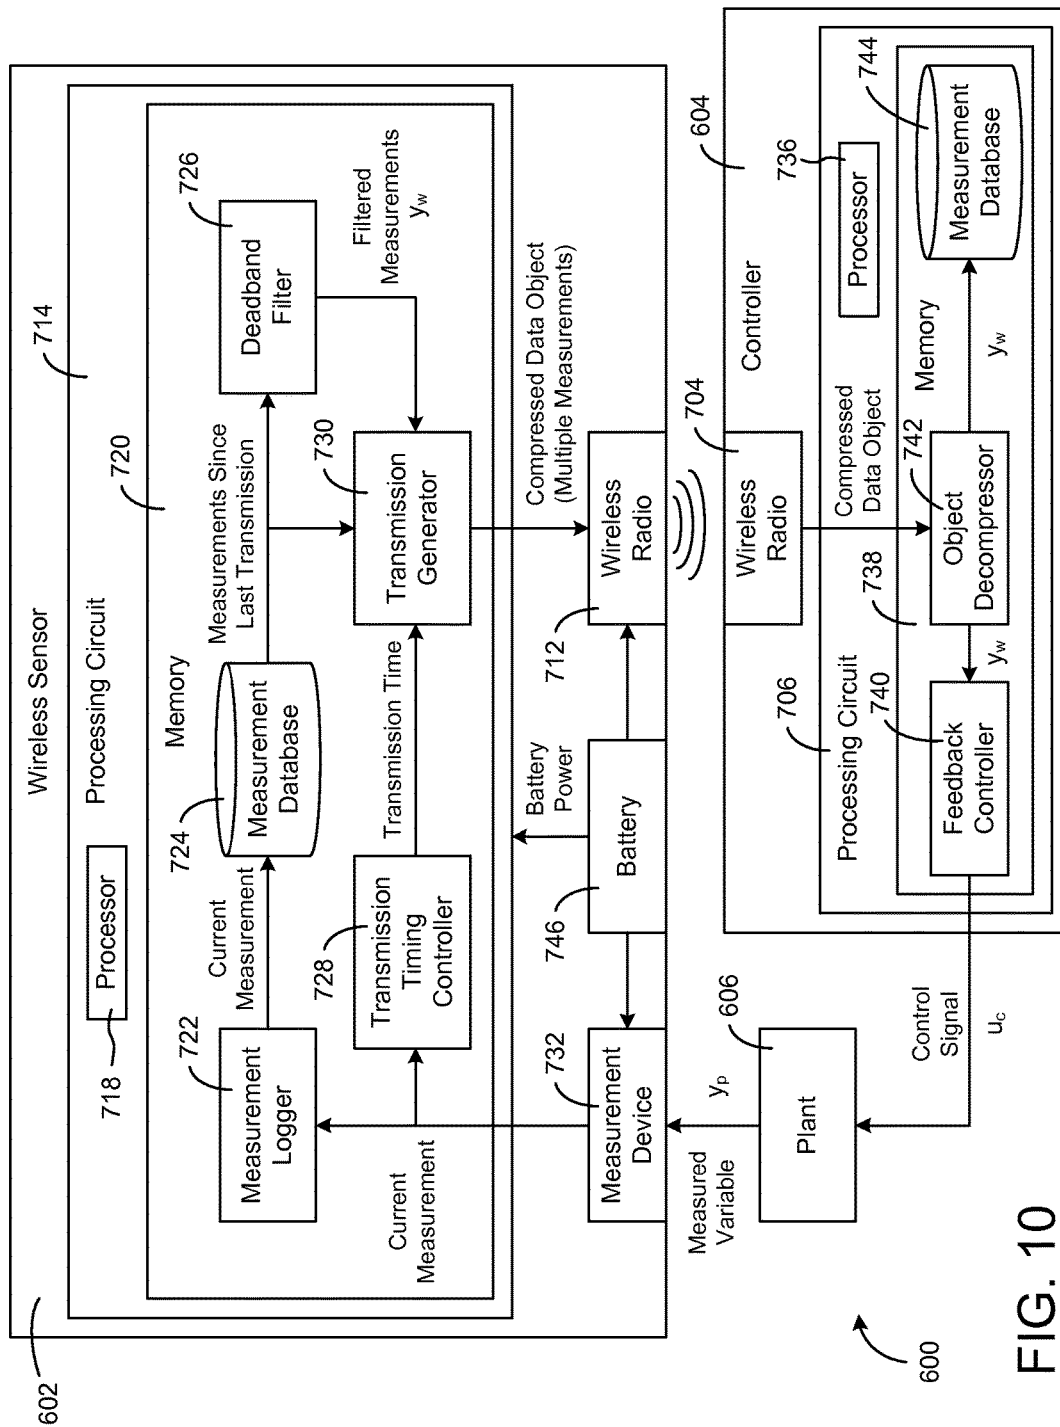 Wireless Sensor
602
714
Processing Circuit
Processor
718
720
Memory
722
Measurement
Logger
Current
Measurement
724
Measurement
Database
Measurements Since
Last Transmission
726
Deadband
Filter
Filtered
Measurements
yw
Current
Measurement
728
Transmission
Timing
Controller
Transmission Time
730
Transmission
Generator
Compressed Data Object
(Multiple Measurements)
732
Measurement
Device
746
Battery
Battery
Power
712
Wireless
Radio
Measured
Variable
yp
606
Plant
Control
Signal
uc
604
Controller
704
Wireless
Radio
706
Processing Circuit
736
Processor
Compressed
Data Object
738
Memory
740
Feedback
Controller
yw
742
Object
Decompressor
yw
744
Measurement
Database
600
FIG. 10